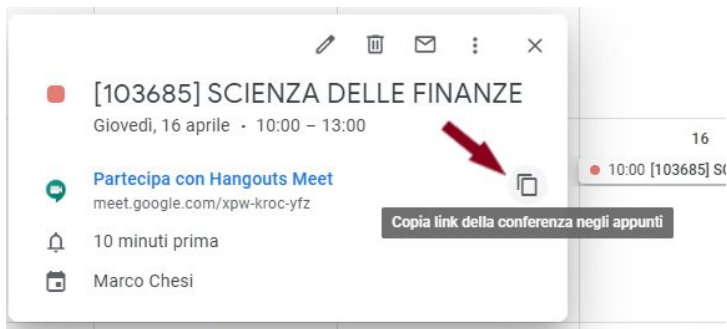 [103685] SCIENZA DELLE FINANZE
Giovedì, 16 aprile · 10:00 – 13:00
Partecipa con Hangouts Meet
meet.google.com/xpw-kroc-yfz
Copia link della conferenza negli appunti
10 minuti prima
Marco Chesi
16
10:00 [103685] SC